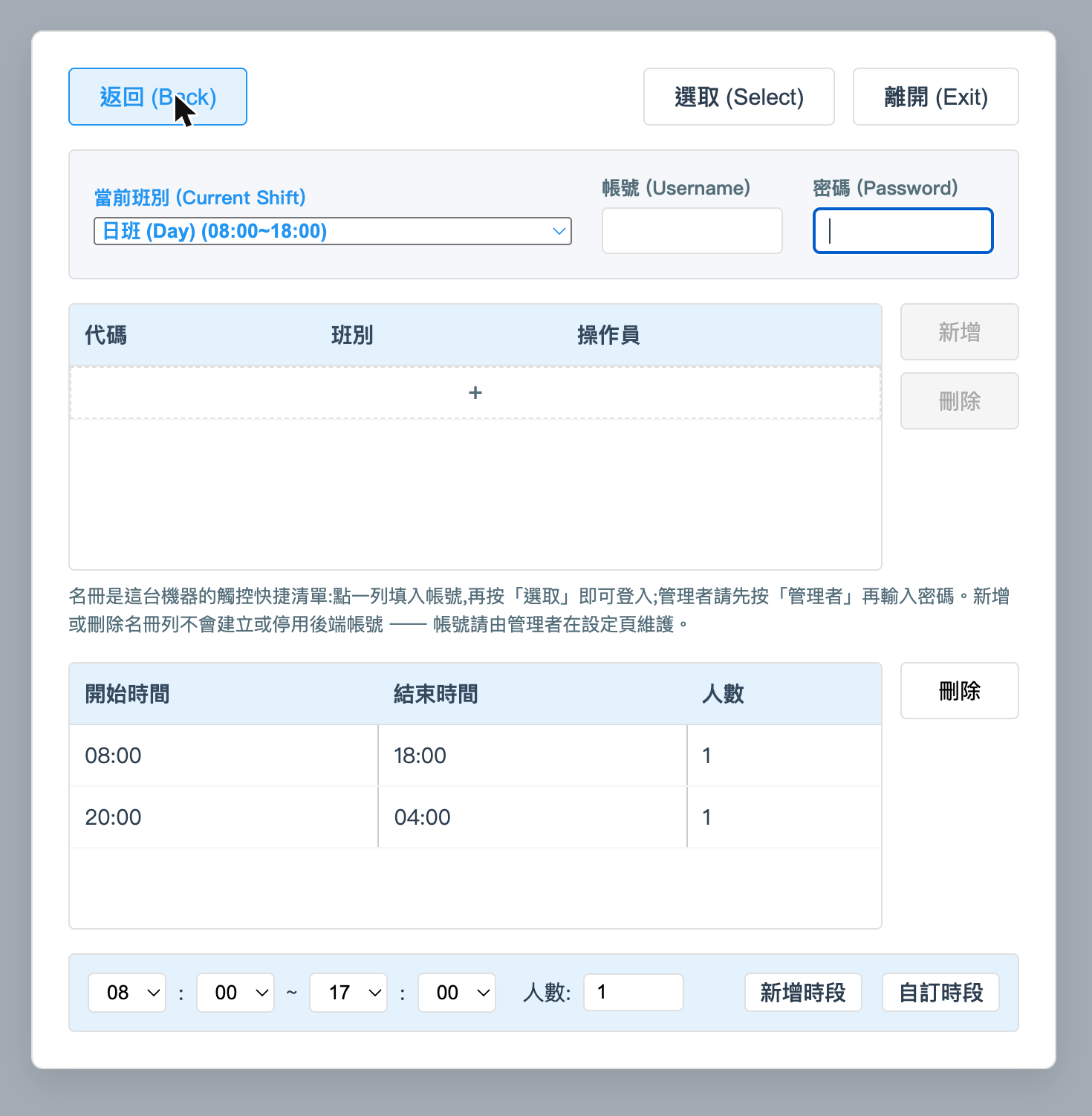 返回 (Back)
選取 (Select)
離開 (Exit)
當前班別 (Current Shift)
帳號 (Username)
密碼 (Password)
日班 (Day) (08:00~18:00)
代碼 班別 操作員
新增
+
刪除
名冊是這台機器的觸控快捷清單:點一列填入帳號,再按「選取」即可登入;管理者請先按「管理者」再輸入密碼。新增
或刪除名冊列不會建立或停用後端帳號 —— 帳號請由管理者在設定頁維護。
開始時間 結束時間 人數
刪除
08:00 18:00 1
20:00 04:00 1
08 : 00 ~ 17 : 00 人數: 1 新增時段 自訂時段